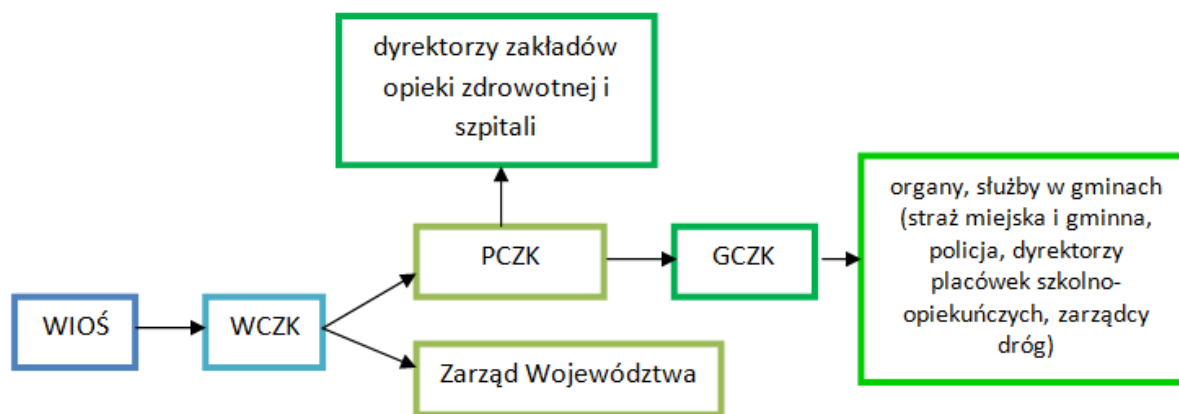 dyrektorzy zakładów
opieki zdrowotnej i
szpitali
organy, służby w gminach
(straż miejska i gminna,
policja, dyrektorzy
placówek szkolno-
opiekuńczych, zarządcy
dróg)
PCZK
GCZK
WIOŚ
WCZK
Zarząd Województwa